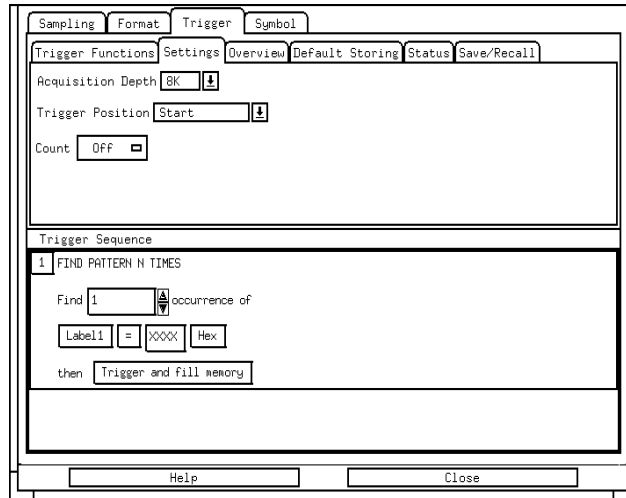 Sampling Format Trigger Symbol
Trigger Functions Settings Overview Default Storing Status Save/Recall
Acquisition Depth 8K
Trigger Position Start
Count Off
Trigger Sequence
1 FIND PATTERN N TIMES
Find 1 occurrence of
Label1 = XXXX Hex
then Trigger and fill memory
Help Close